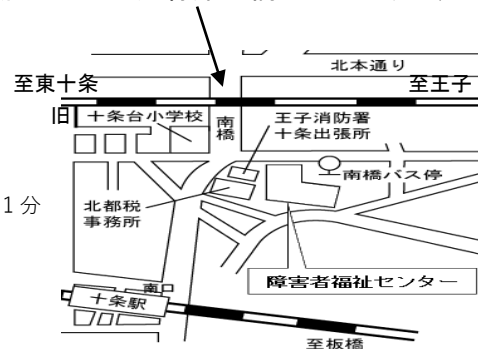 北本通り
至東十条
至王子
旧
十条台小学校
南橋
王子消防署
十条出張所
南橋バス停
1分
北都税
事務所
障害者福祉センター
南
十条駅
至板橋